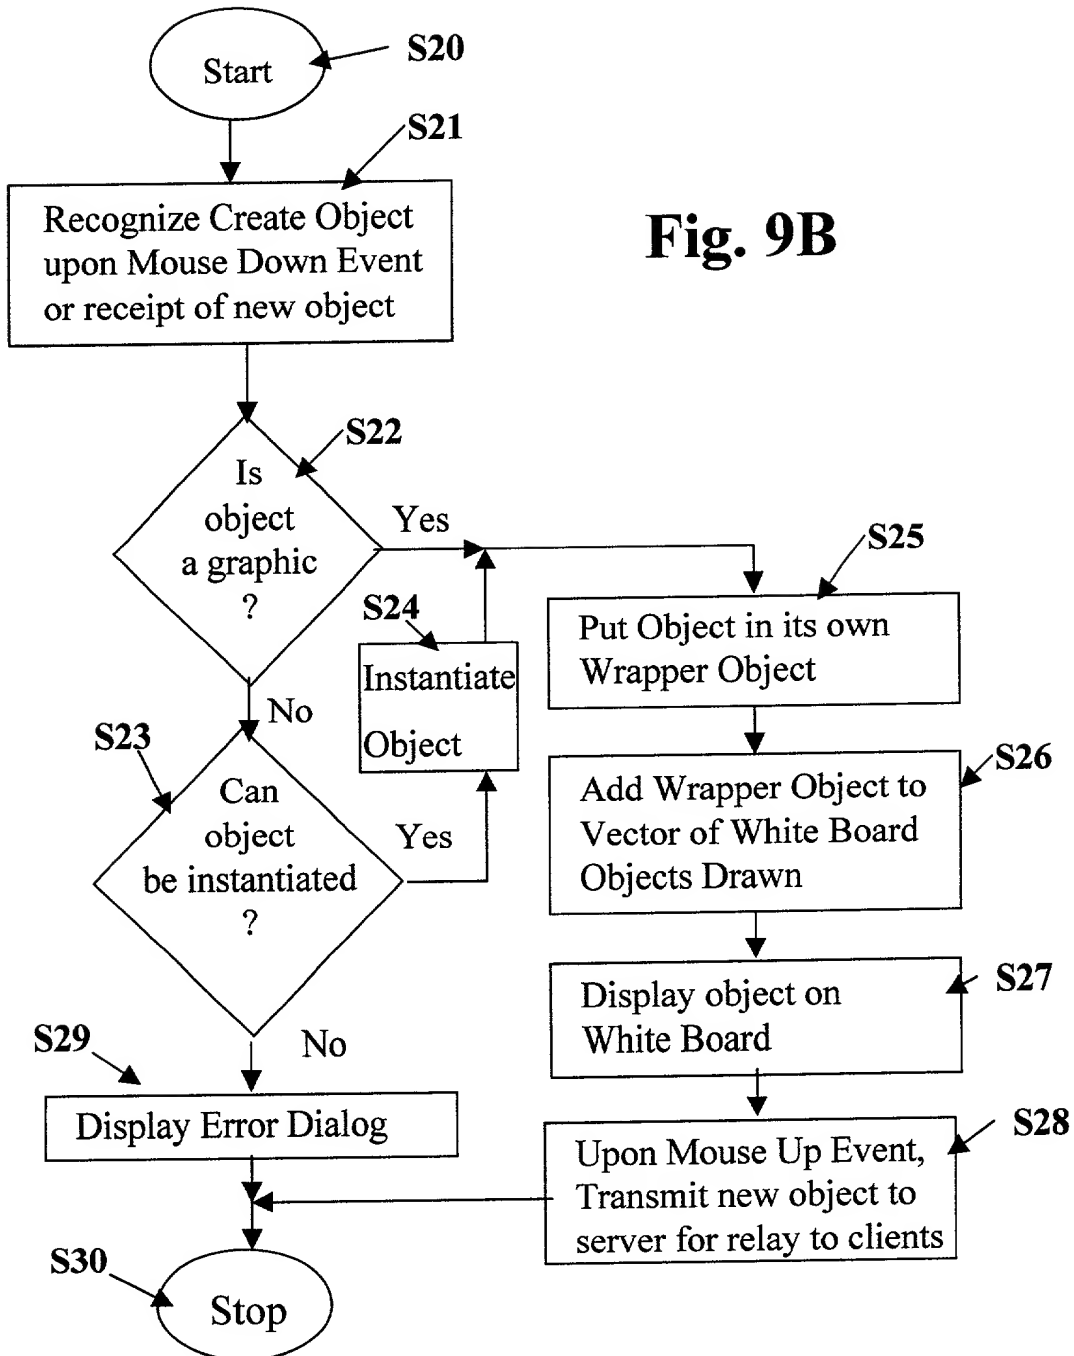 Start
S20
S21
Recognize Create Object
upon Mouse Down Event
or receipt of new object
Fig. 9B
S22
Is
object
a graphic
?
Yes
No
S24
Instantiate
Object
S23
Can
object
be instantiated
?
Yes
No
S25
Put Object in its own
Wrapper Object
S26
Add Wrapper Object to
Vector of White Board
Objects Drawn
S27
Display object on
White Board
S29
Display Error Dialog
S28
Upon Mouse Up Event,
Transmit new object to
server for relay to clients
S30
Stop